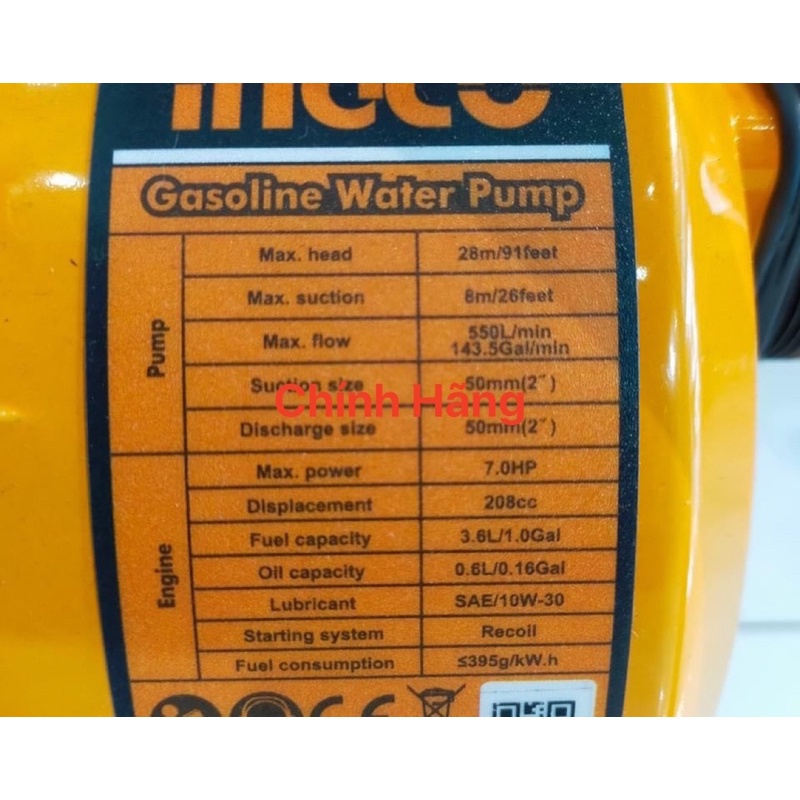 INGCO
Gasoline Water Pump
Pump
Max. head 28m/91feet
Max. suction 8m/26feet
Max. flow 550L/min
143.5Gal/min
Suction size 50mm(2˝)
Chính Hãng
Discharge size 50mm(2˝)
Engine
Max. power 7.0HP
Displacement 208cc
Fuel capacity 3.6L/1.0Gal
Oil capacity 0.6L/0.16Gal
Lubricant SAE/10W-30
Starting system Recoil
Fuel consumption ≤395g/kW.h
CE